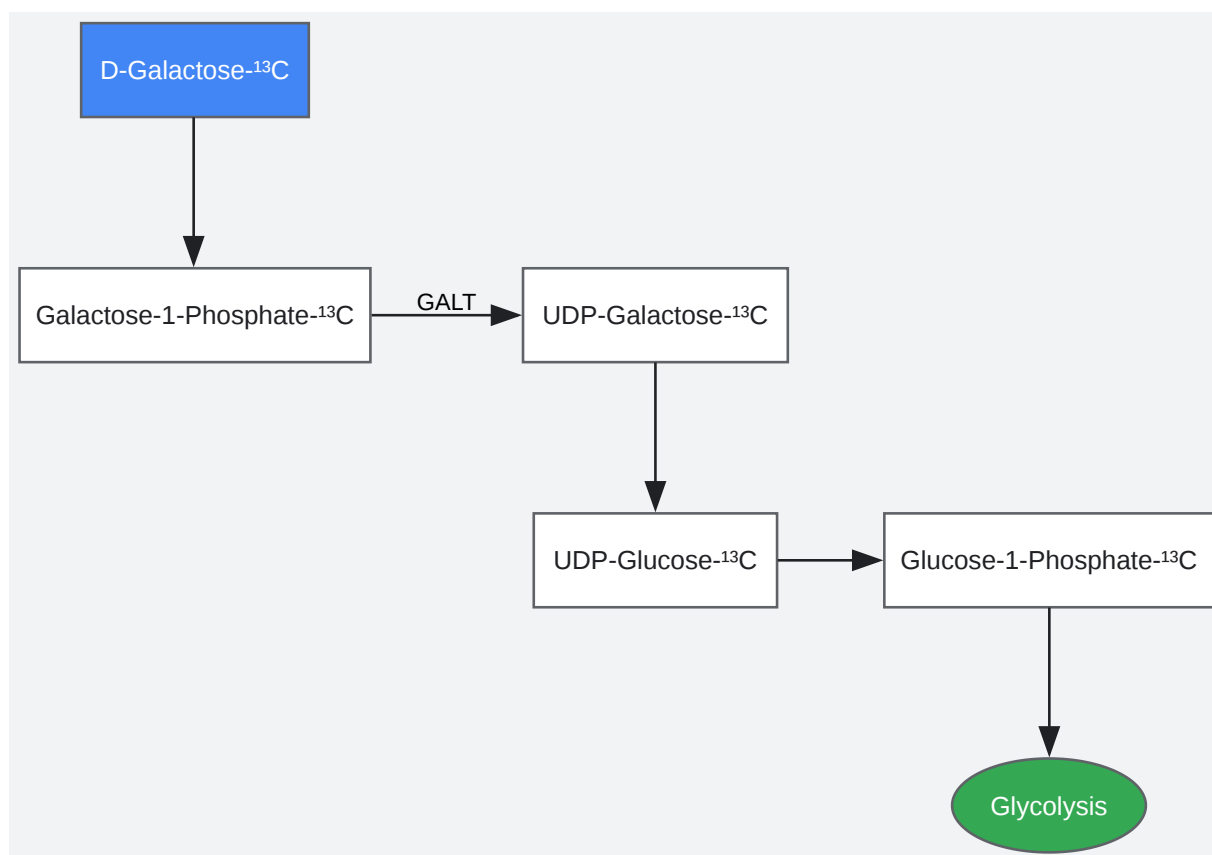 D-Galactose-¹³C
Galactose-1-Phosphate-¹³C
GALT
UDP-Galactose-¹³C
UDP-Glucose-¹³C
Glucose-1-Phosphate-¹³C
Glycolysis